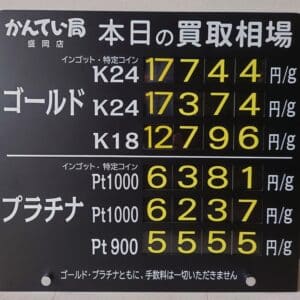 かんてい局 本日の買取相場
盛岡店
インゴット・特定コイン
K24 17744 円/g
ゴールド K24 17374 円/g
K18 12796 円/g
インゴット・特定コイン
Pt1000 6381 円/g
プラチナ Pt1000 6237 円/g
Pt900 5555 円/g
ゴールド・プラチナともに、手数料は一切いただきません